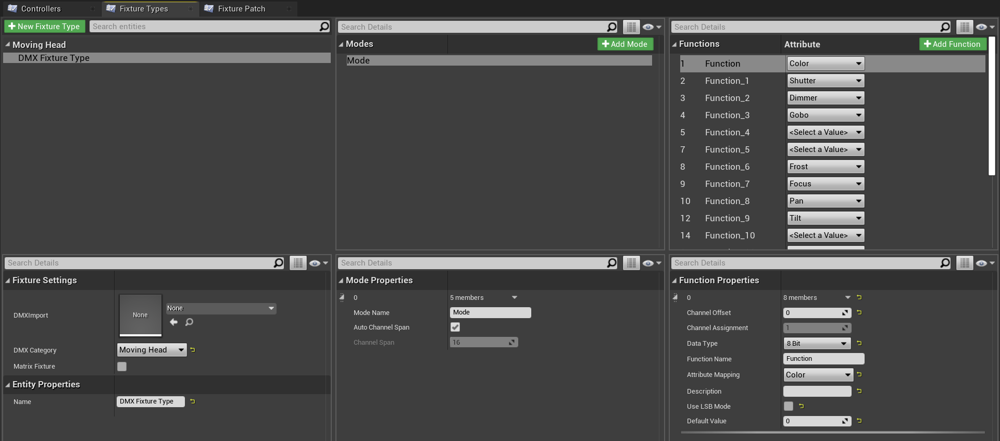 Controllers
Fixture Types
Fixture Patch
New Fixture Type
Search entities
Moving Head
DMX Fixture Type
Search Details
Modes
Add Mode
Mode
Search Details
Functions
Attribute
Add Function
1 Function Color
2 Function_1 Shutter
3 Function_2 Dimmer
4 Function_3 Gobo
5 Function_4 <Select a Value>
7 Function_5 <Select a Value>
8 Function_6 Frost
9 Function_7 Focus
10 Function_8 Pan
12 Function_9 Tilt
14 Function_10 <Select a Value>
Search Details
Fixture Settings
DMXImport None None
DMX Category Moving Head
Matrix Fixture
Entity Properties
Name DMX Fixture Type
Search Details
Mode Properties
0 5 members
Mode Name Mode
Auto Channel Span
Channel Span 16
Search Details
Function Properties
0 8 members
Channel Offset 0
Channel Assignment 1
Data Type 8 Bit
Function Name Function
Attribute Mapping Color
Description
Use LSB Mode
Default Value 0